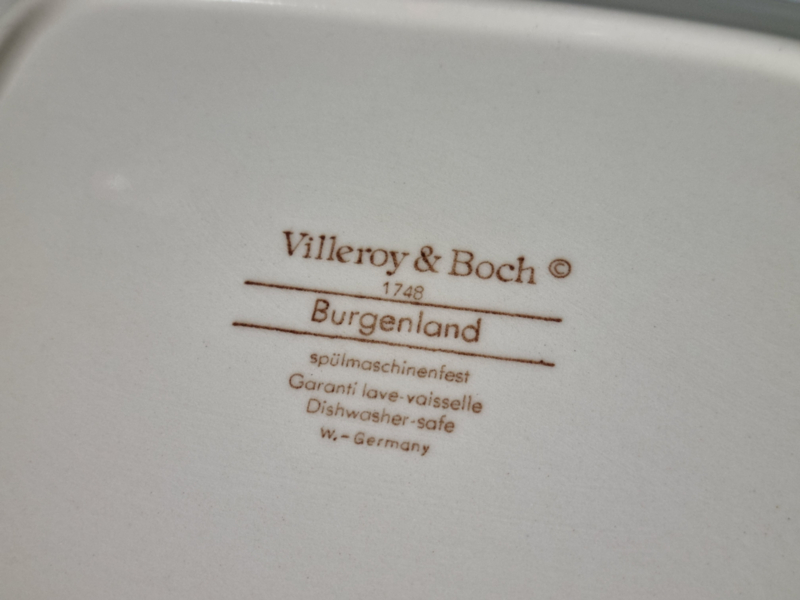 Villeroy & Boch ©
1748
Burgenland
spülmaschinenfest
Garanti lave-vaisselle
Dishwasher-safe
W.-Germany